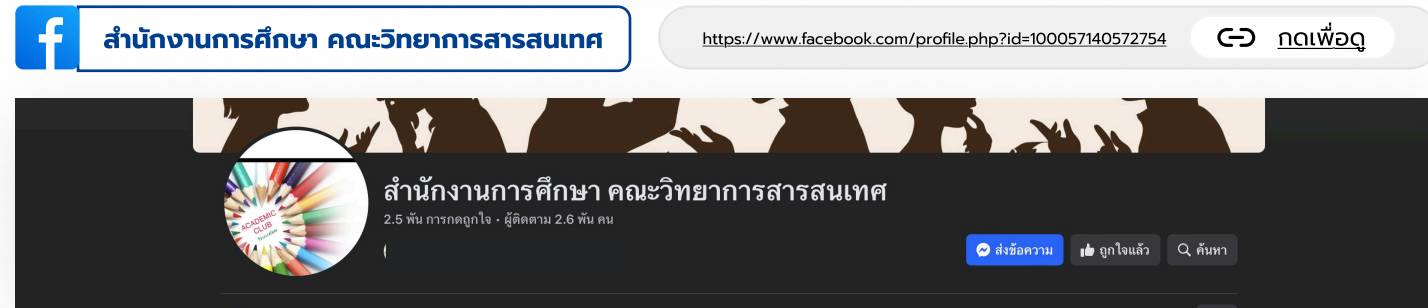 สำนักงานการศึกษา คณะวิทยาการสารสนเทศ
https://www.facebook.com/profile.php?id=100057140572754
กดเพื่อดู
ACADEMIC
CLUB
สำนักงานการศึกษา คณะวิทยาการสารสนเทศ
2.5 พัน การกดถูกใจ • ผู้ติดตาม 2.6 พัน คน
ส่งข้อความ
ถูกใจแล้ว
ค้นหา